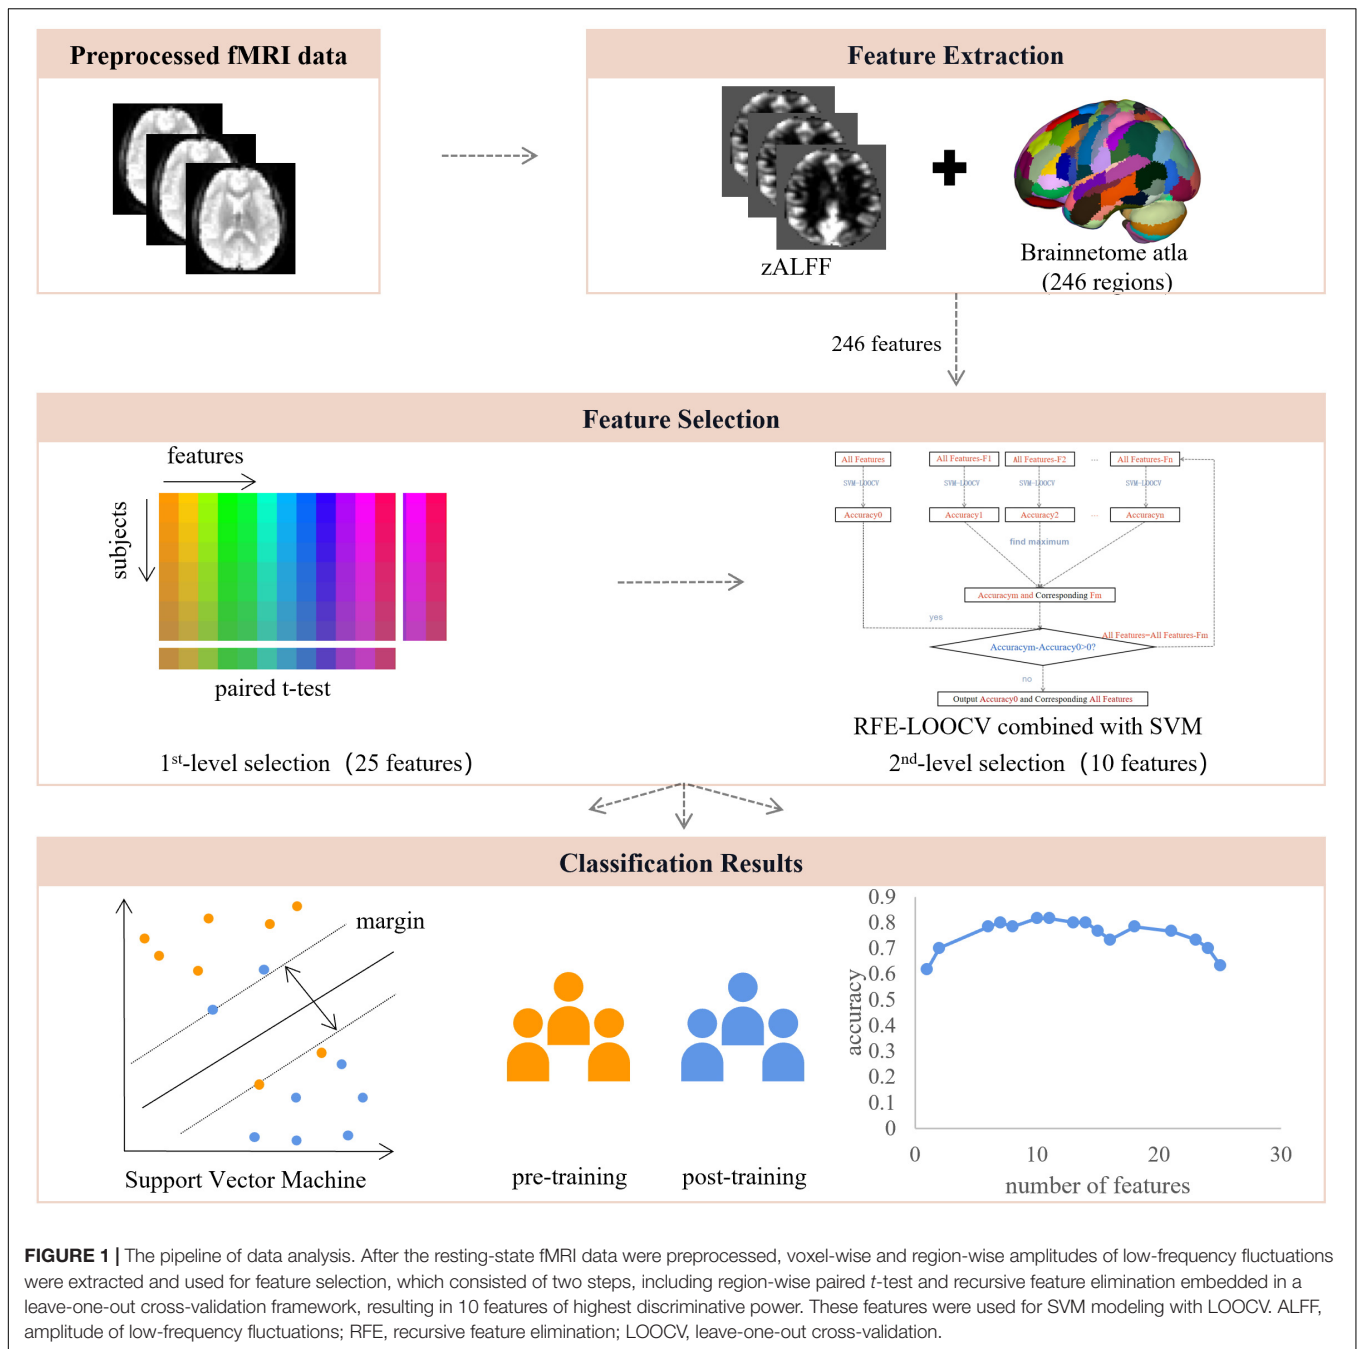 Preprocessed fMRI data
Feature Extraction
zALFF
Brainnetome atla
(246 regions)
246 features
Feature Selection
features
subjects
paired t-test
1st-level selection (25 features)
All Features
All Features-F1
All Features-F2
...
All Features-Fn
SVM-LOOCV
SVM-LOOCV
SVM-LOOCV
SVM-LOOCV
Accuracy0
Accuracy1
Accuracy2
...
Accuracyn
find maximum
Accuracym and Corresponding Fm
yes
All Features=All Features-Fm
Accuracym-Accuracy0>0?
no
Output Accuracy0 and Corresponding All Features
RFE-LOOCV combined with SVM
2nd-level selection (10 features)
Classification Results
margin
Support Vector Machine
pre-training
post-training
0.9
0.8
0.7
0.6
0.5
0.4
0.3
0.2
0.1
0
accuracy
0
10
20
30
number of features
FIGURE 1 | The pipeline of data analysis. After the resting-state fMRI data were preprocessed, voxel-wise and region-wise amplitudes of low-frequency fluctuations
were extracted and used for feature selection, which consisted of two steps, including region-wise paired t-test and recursive feature elimination embedded in a
leave-one-out cross-validation framework, resulting in 10 features of highest discriminative power. These features were used for SVM modeling with LOOCV. ALFF,
amplitude of low-frequency fluctuations; RFE, recursive feature elimination; LOOCV, leave-one-out cross-validation.